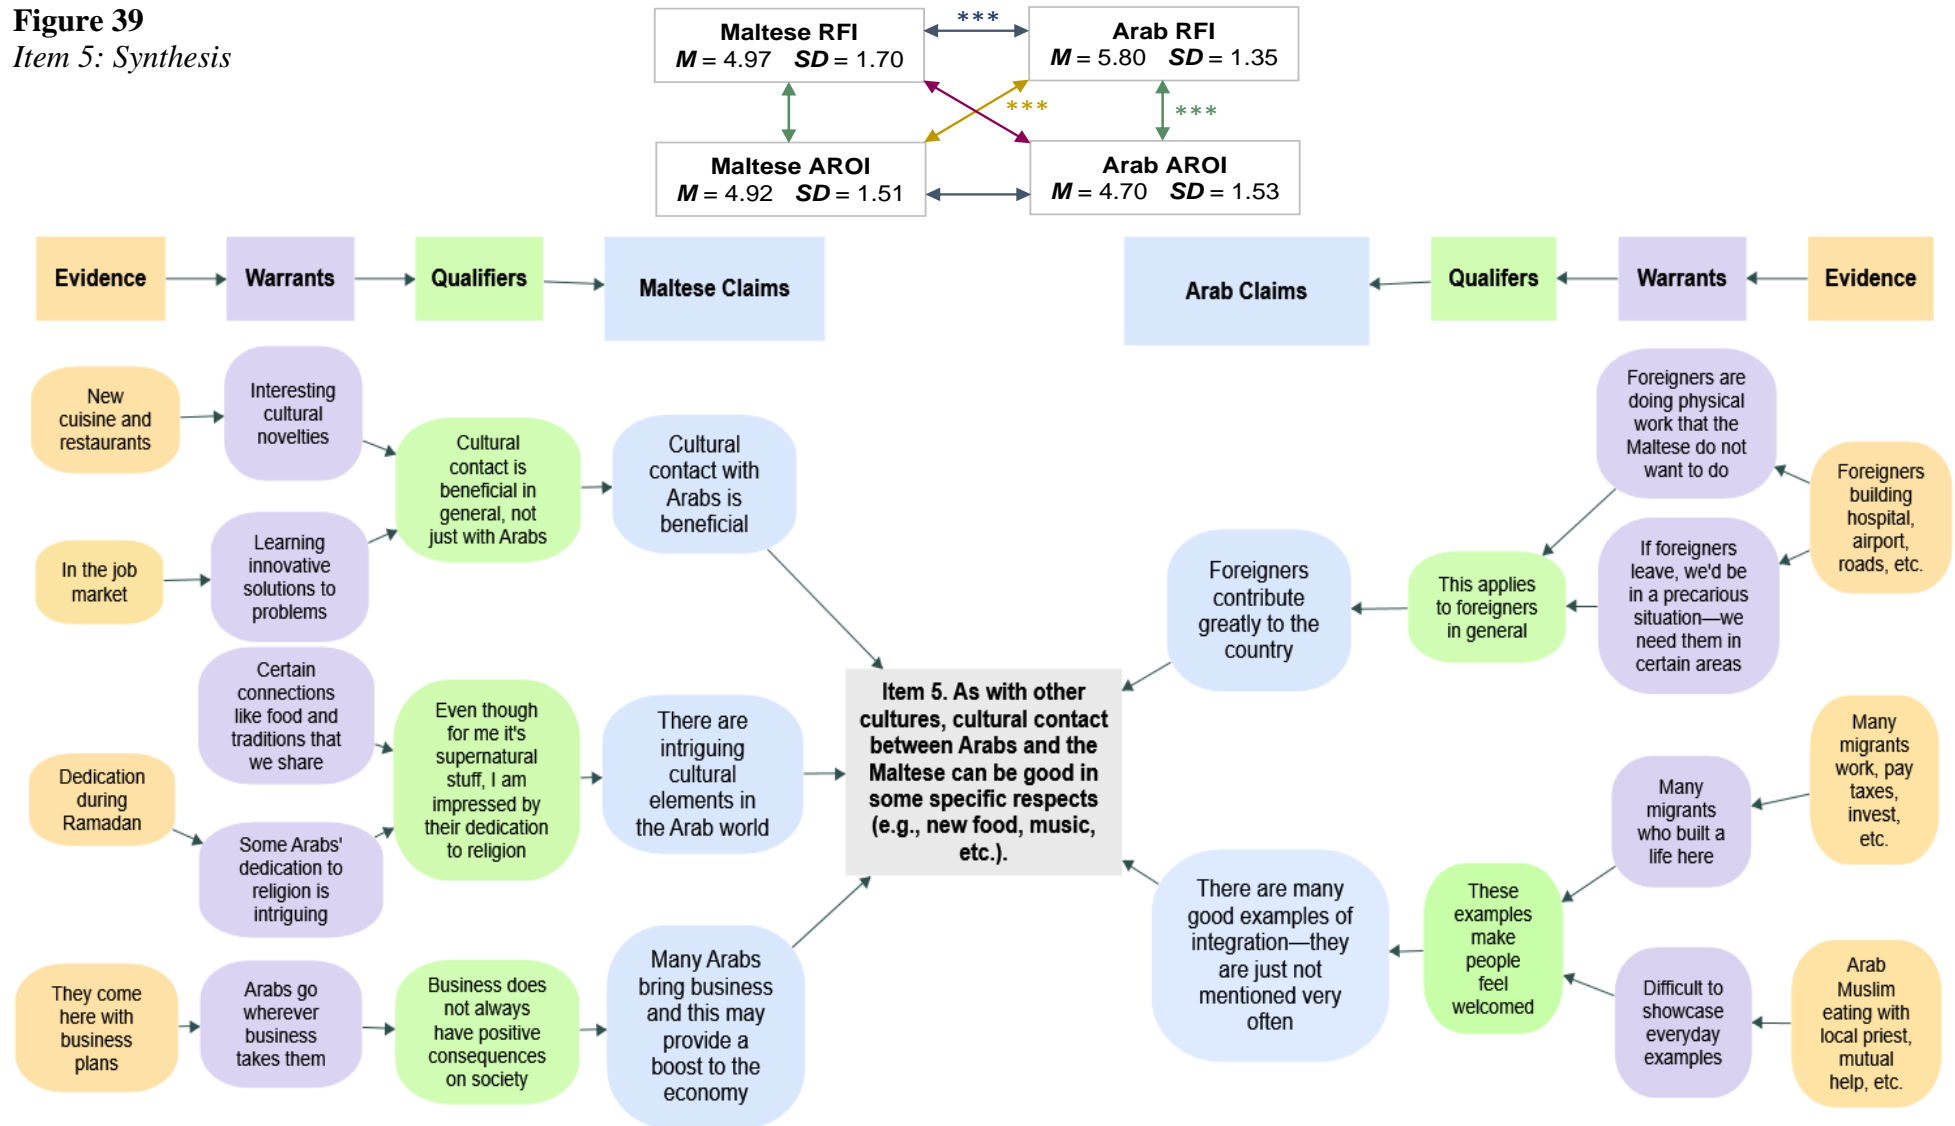 Figure 39
Item 5: Synthesis
Maltese RFI
M = 4.97 SD = 1.70
***
Arab RFI
M = 5.80 SD = 1.35
***
***
Maltese AROI
M = 4.92 SD = 1.51
Arab AROI
M = 4.70 SD = 1.53
Evidence
Warrants
Qualifiers
Maltese Claims
Arab Claims
Qualifers
Warrants
Evidence
New
cuisine and
restaurants
Interesting
cultural
novelties
Cultural
contact is
beneficial in
general, not
just with Arabs
Cultural
contact with
Arabs is
beneficial
In the job
market
Learning
innovative
solutions to
problems
Certain
connections
like food and
traditions that
we share
Dedication
during
Ramadan
Some Arabs'
dedication to
religion is
intriguing
Even though
for me it's
supernatural
stuff, I am
impressed by
their dedication
to religion
There are
intriguing
cultural
elements in
the Arab world
They come
here with
business
plans
Arabs go
wherever
business
takes them
Business does
not always
have positive
consequences
on society
Many Arabs
bring business
and this may
provide a
boost to the
economy
Item 5. As with other
cultures, cultural contact
between Arabs and the
Maltese can be good in
some specific respects
(e.g., new food, music,
etc.).
Foreigners
contribute
greatly to the
country
This applies
to foreigners
in general
Foreigners are
doing physical
work that the
Maltese do not
want to do
If foreigners
leave, we'd be
in a precarious
situation—we
need them in
certain areas
Foreigners
building
hospital,
airport,
roads, etc.
There are many
good examples of
integration—they
are just not
mentioned very
often
These
examples
make
people
feel
welcomed
Many
migrants
who built a
life here
Many
migrants
work, pay
taxes,
invest,
etc.
Difficult to
showcase
everyday
examples
Arab
Muslim
eating with
local priest,
mutual
help, etc.